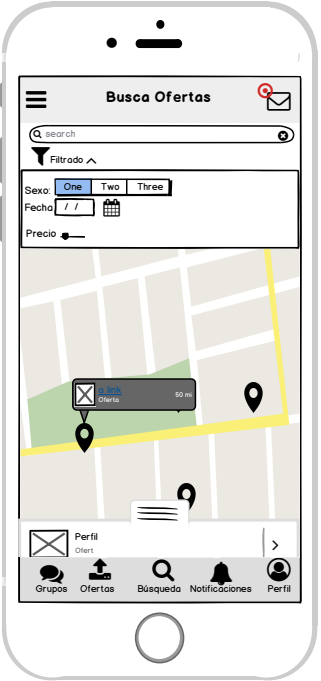 Busca Ofertas
search
Filtrado
Sexo: One Two Three
Fecha / /
Precio
a link
Oferta
50 mi
Perfil
Ofert
Grupos Ofertas Búsqueda Notificaciones Perfil